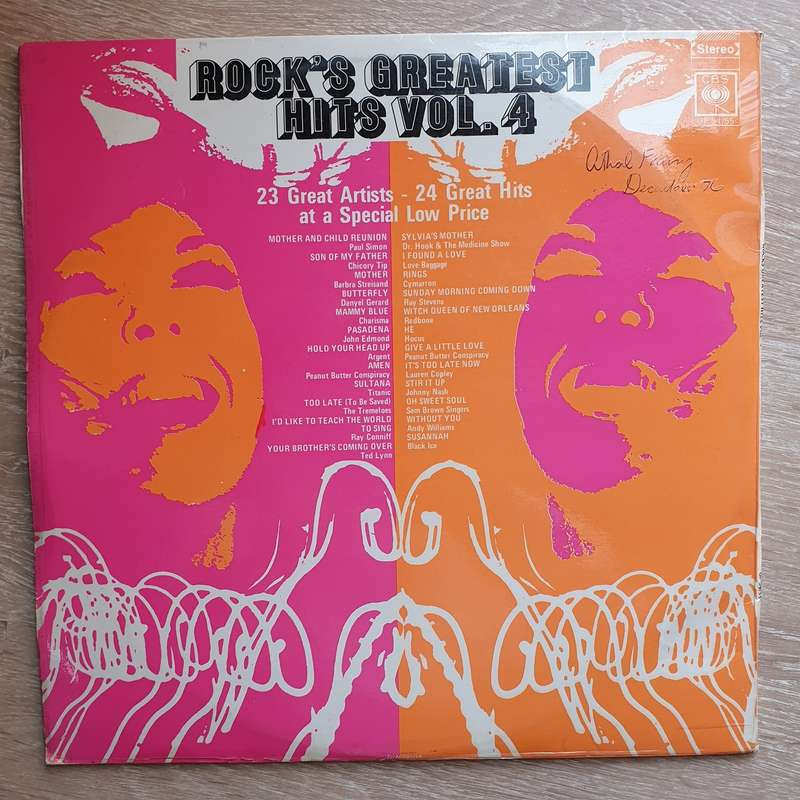 ROCK'S GREATEST
HITS VOL. 4
Stereo
CBS
23 Great Artists - 24 Great Hits
at a Special Low Price
MOTHER AND CHILD REUNION
Paul Simon
SON OF MY FATHER
Chicory Tip
MOTHER
Barbra Streisand
BUTTERFLY
Danyel Gerard
MAMMY BLUE
Charisma
PASADENA
John Edmond
HOLD YOUR HEAD UP
Argent
AMEN
Peanut Butter Conspiracy
SULTANA
Titanic
TOO LATE (To Be Saved)
The Tremeloes
I'D LIKE TO TEACH THE WORLD
TO SING
Ray Conniff
YOUR BROTHER'S COMING OVER
Ted Lynn
SYLVIA'S MOTHER
Dr. Hook & The Medicine Show
I FOUND A LOVE
Love Baggage
RINGS
Cymarron
SUNDAY MORNING COMING DOWN
Ray Stevens
WITCH QUEEN OF NEW ORLEANS
Redbone
HE
Hocus
GIVE A LITTLE LOVE
Peanut Butter Conspiracy
IT'S TOO LATE NOW
Lauren Copley
STIR IT UP
Johnny Nash
OH SWEET SOUL
Sam Brown Singers
WITHOUT YOU
Andy Williams
SUSANNAH
Black Ice